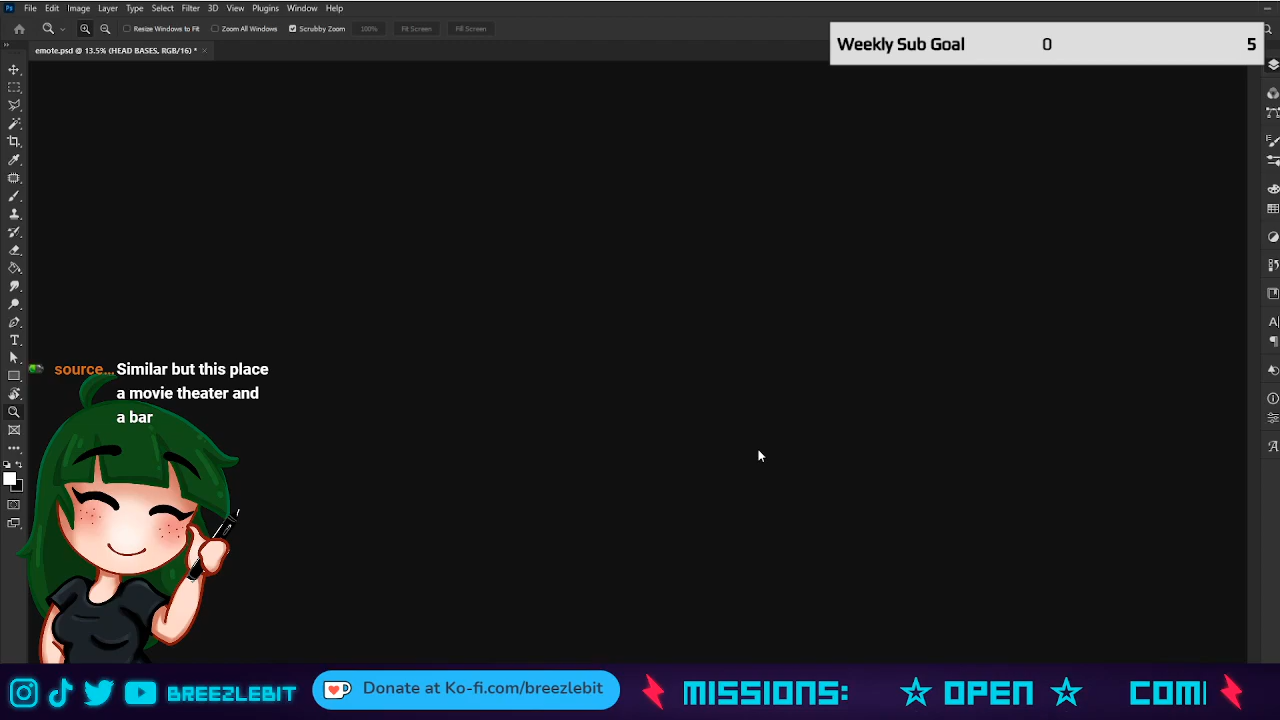 File Edit Image Layer Type Select Filter 3D View Plugins Window Help
Resize Windows to Fit Zoom All Windows Scrubby Zoom 100% Fit Screen Fill Screen
emote.psd @ 13.5% (HEAD BASES, RGB/16) *
Weekly Sub Goal 0 5
source... Similar but this place
a movie theater and
a bar
BREEZLEBIT Donate at Ko-fi.com/breezlebit MISSIONS: ☆ OPEN ☆ COM